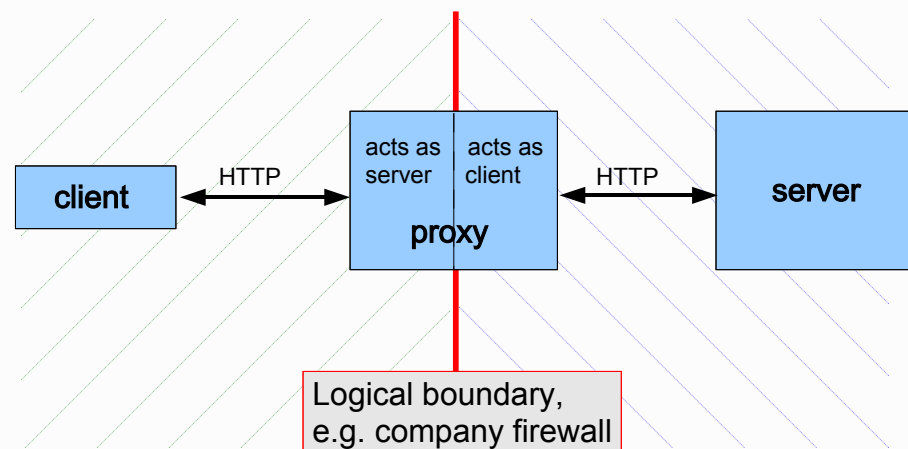 client
HTTP
acts as
server
acts as
client
proxy
HTTP
server
Logical boundary,
e.g. company firewall